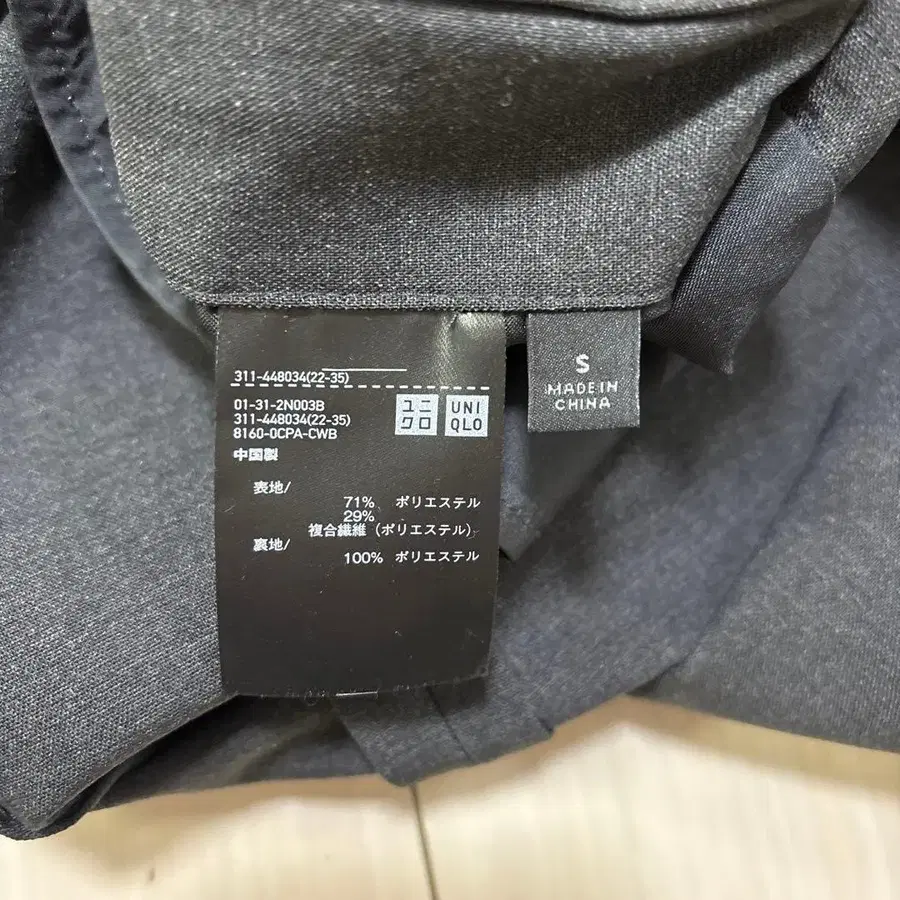 311-448034(22-35)
01-31-2N003B
311-448034(22-35)
8160-0CPA-CWB
中国製
ユニ
クロ
UNI
QLO
表地/
71% ポリエステル
29%
複合繊維(ポリエステル)
裏地/
100% ポリエステル
S
MADE IN
CHINA